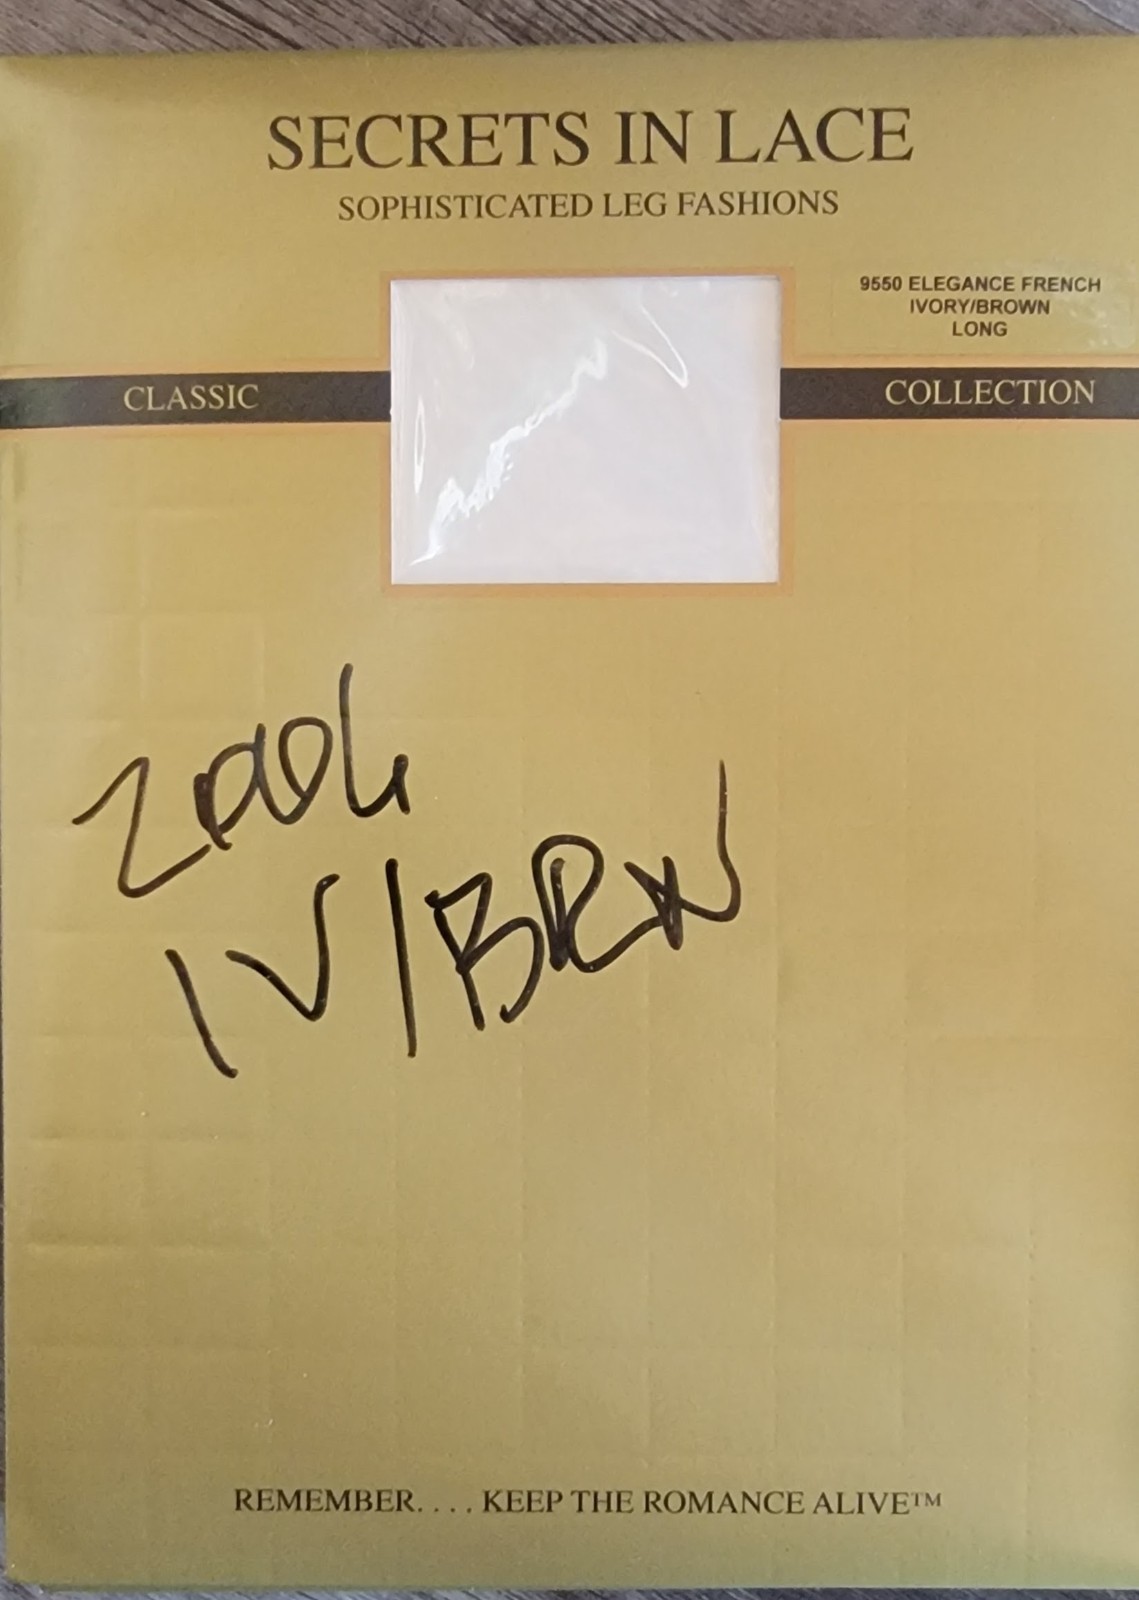 SECRETS IN LACE
SOPHISTICATED LEG FASHIONS
9550 ELEGANCE FRENCH
IVORY/BROWN
LONG
CLASSIC
COLLECTION
IV/BRN
REMEMBER. . . . KEEP THE ROMANCE ALIVE™